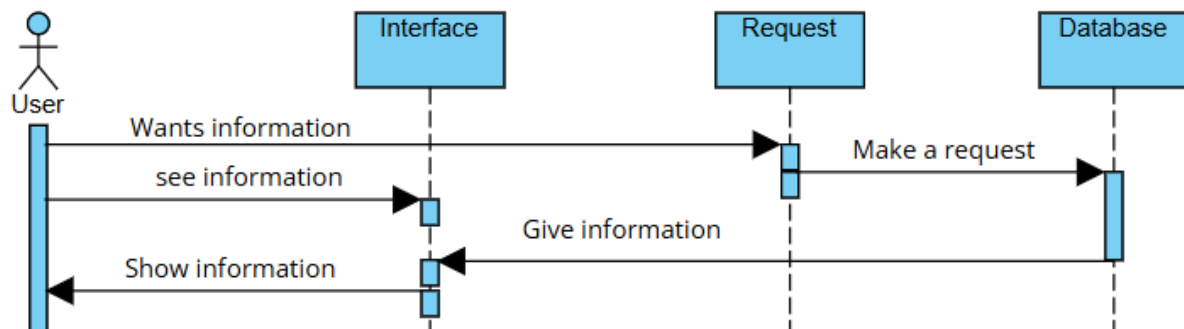 Interface
Request
Database
User
Wants information
Make a request
see information
Give information
Show information